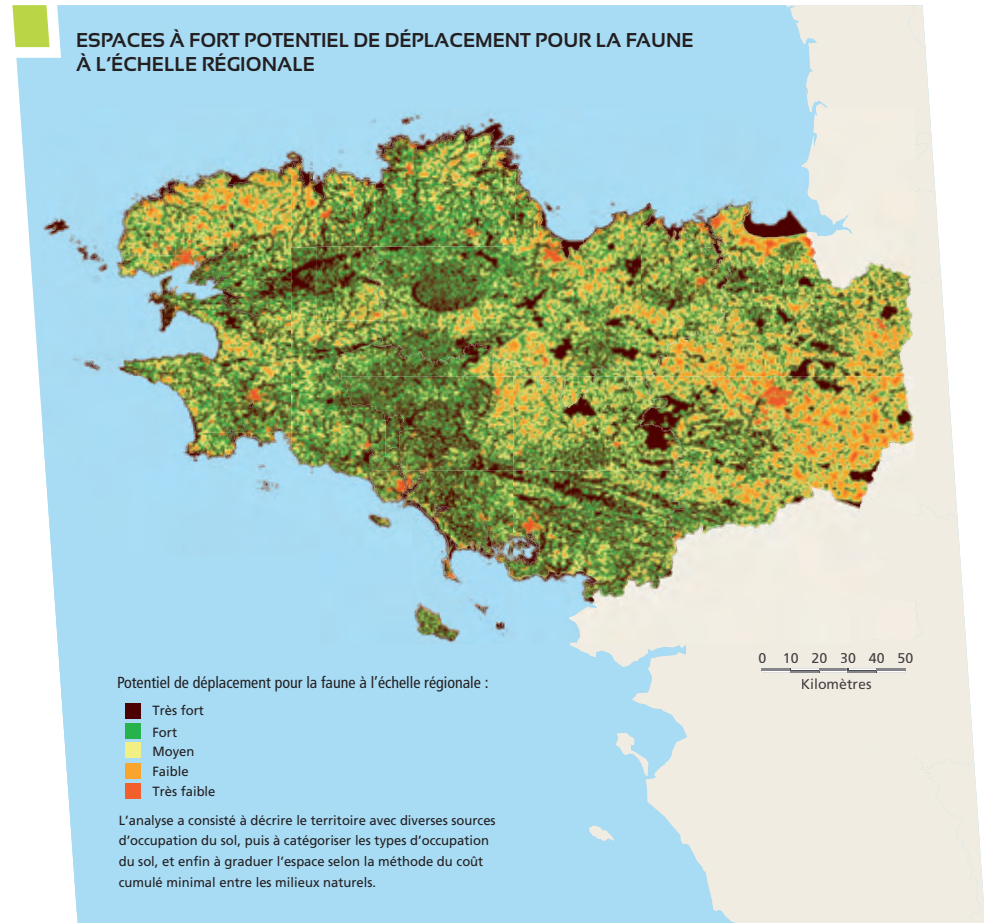 ESPACES À FORT POTENTIEL DE DÉPLACEMENT POUR LA FAUNE
À L'ÉCHELLE RÉGIONALE
0 10 20 30 40 50
Kilomètres
Potentiel de déplacement pour la faune à l'échelle régionale :
Très fort
Fort
Moyen
Faible
Très faible
L'analyse a consisté à décrire le territoire avec diverses sources
d'occupation du sol, puis à catégoriser les types d'occupation
du sol, et enfin à graduer l'espace selon la méthode du coût
cumulé minimal entre les milieux naturels.